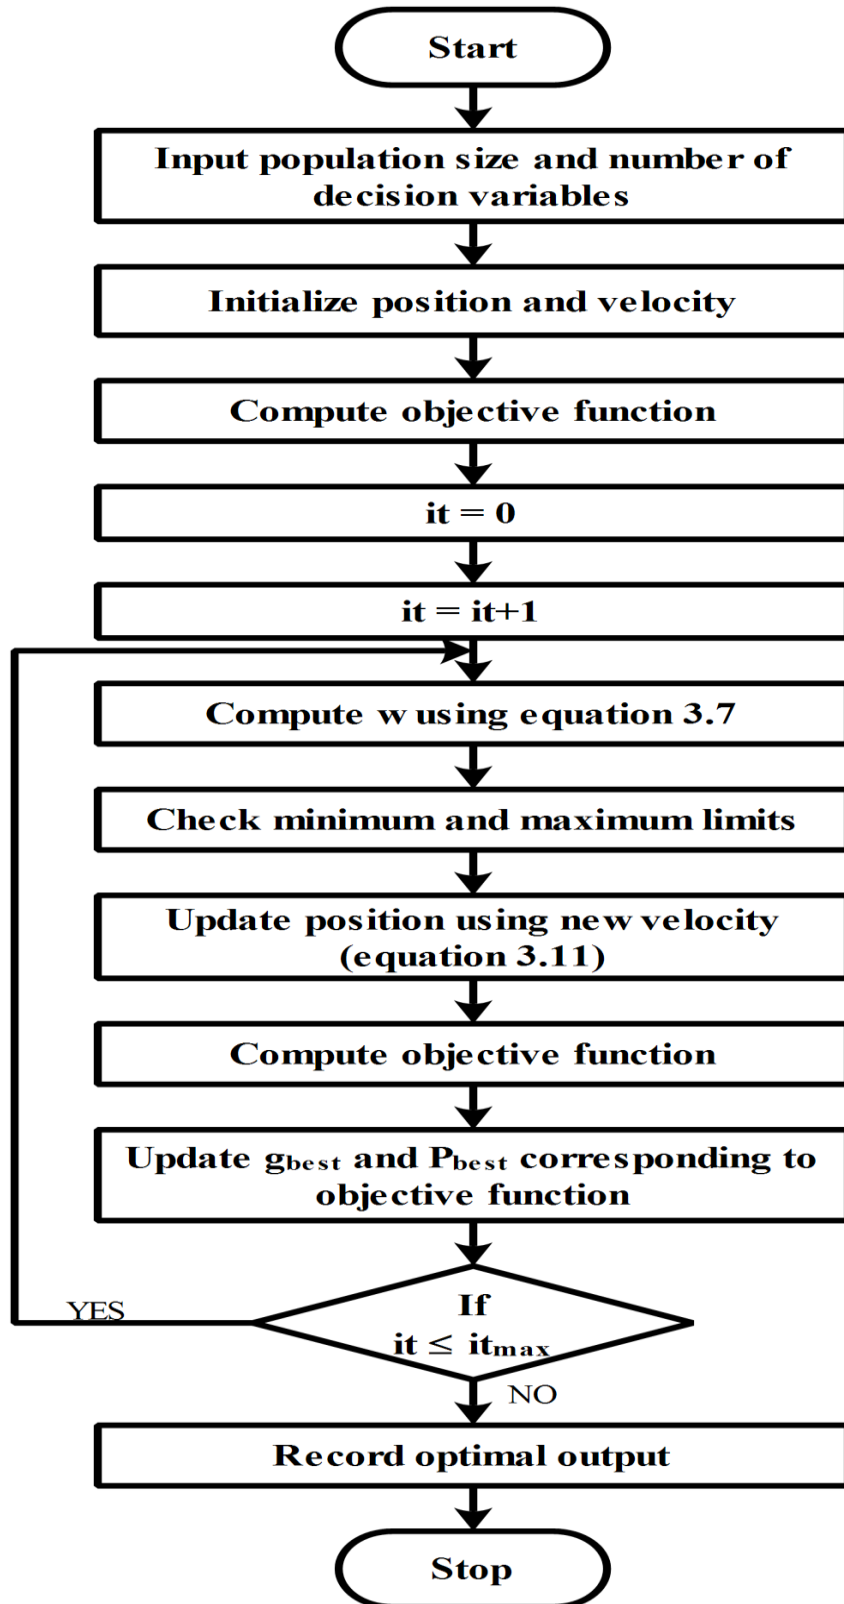 Start
Input population size and number of
decision variables
Initialize position and velocity
Compute objective function
it = 0
it = it+1
Compute w using equation 3.7
Check minimum and maximum limits
Update position using new velocity
(equation 3.11)
Compute objective function
Update gbest and Pbest corresponding to
objective function
If
YES
it ≤ itmax
NO
Record optimal output
Stop